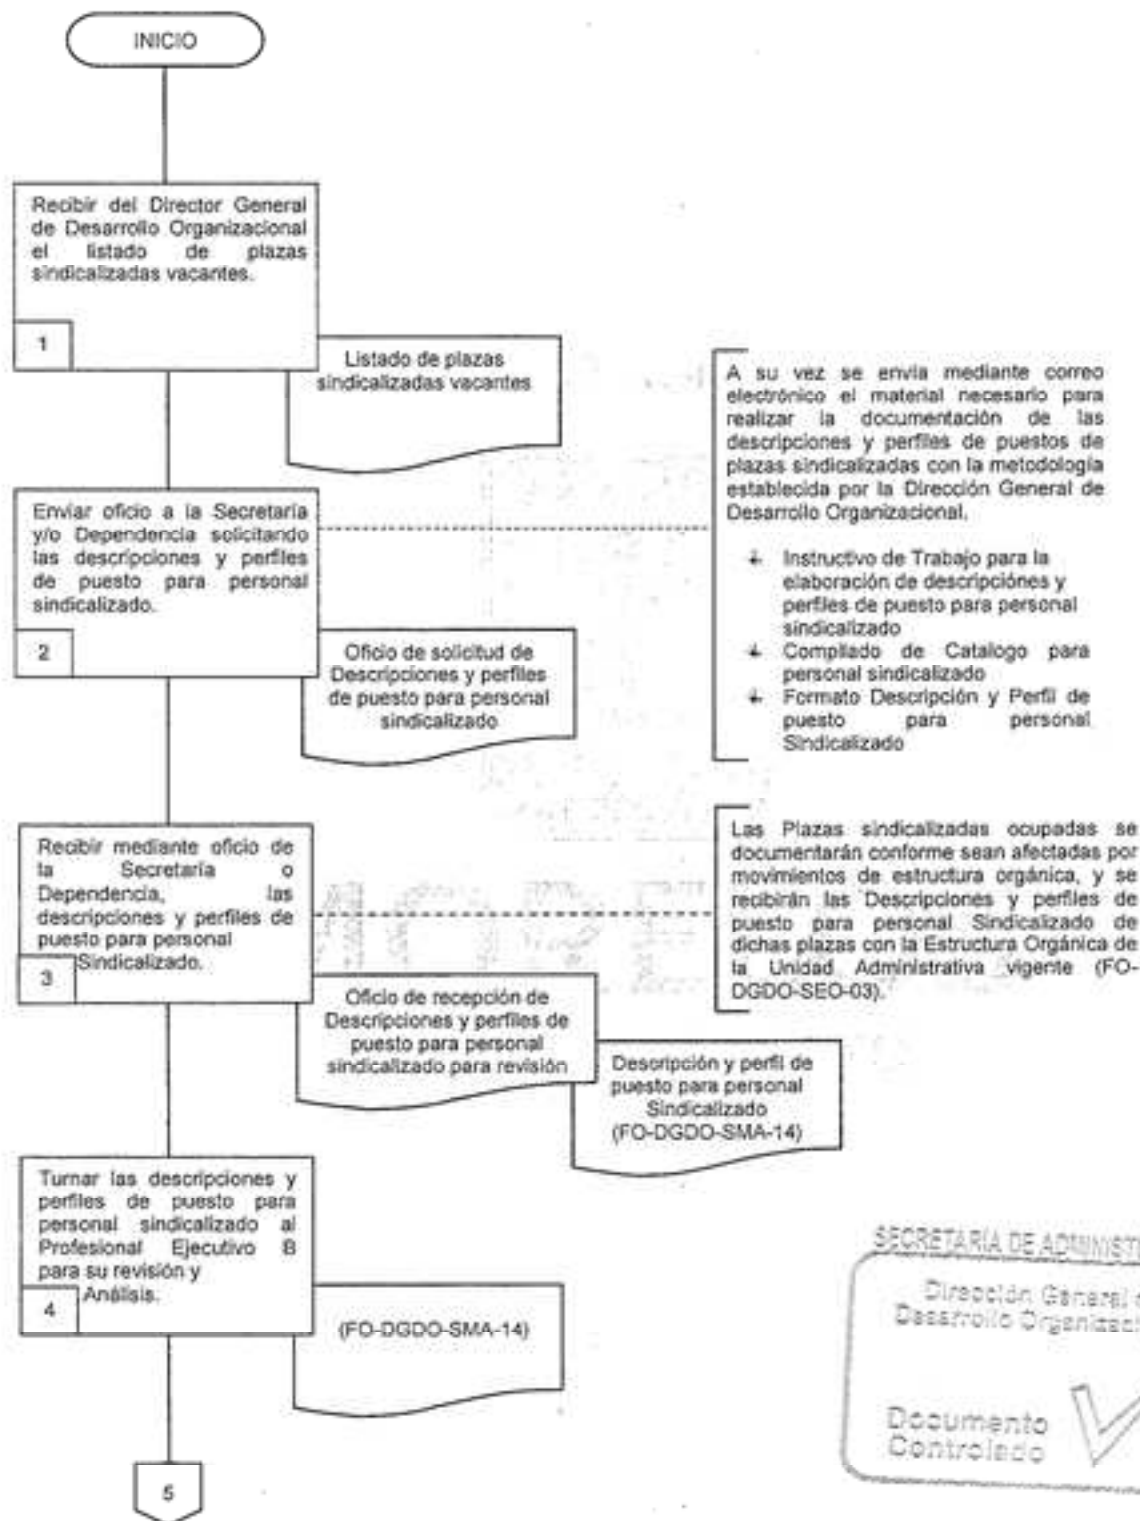 INICIO
Recibir del Director General
de Desarrollo Organizacional
el listado de plazas
sindicalizadas vacantes.
1
Listado de plazas
sindicalizadas vacantes
A su vez se envía mediante correo
electrónico el material necesario para
realizar la documentación de las
descripciones y perfiles de puestos de
plazas sindicalizadas con la metodología
establecida por la Dirección General de
Desarrollo Organizacional.
Instructivo de Trabajo para la
elaboración de descripciónes y
perfiles de puesto para personal
sindicalizado
Compilado de Catalogo para
personal sindicalizado
Formato Descripción y Perfil de
puesto para personal
Sindicalizado
Enviar oficio a la Secretaría
y/o Dependencia solicitando
las descripciones y perfiles
de puesto para personal
sindicalizado.
2
Oficio de solicitud de
Descripciones y perfiles
de puesto para personal
sindicalizado
Recibir mediante oficio de
la Secretaría o
Dependencia, las
descripciones y perfiles de
puesto para personal
Sindicalizado.
3
Las Plazas sindicalizadas ocupadas se
documentarán conforme sean afectadas por
movimientos de estructura orgánica, y se
recibirán las Descripciones y perfiles de
puesto para personal Sindicalizado de
dichas plazas con la Estructura Orgánica de
la Unidad Administrativa vigente (FO-
DGDO-SEO-03).
Oficio de recepción de
Descripciones y perfiles de
puesto para personal
sindicalizado para revisión
Descripción y perfil de
puesto para personal
Sindicalizado
(FO-DGDO-SMA-14)
Turnar las descripciones y
perfiles de puesto para
personal sindicalizado al
Profesional Ejecutivo B
para su revisión y
Análisis.
4
(FO-DGDO-SMA-14)
5
SECRETARÍA DE ADMINISTR
Dirección General
Desarrollo Organizac
Documento
Controlado